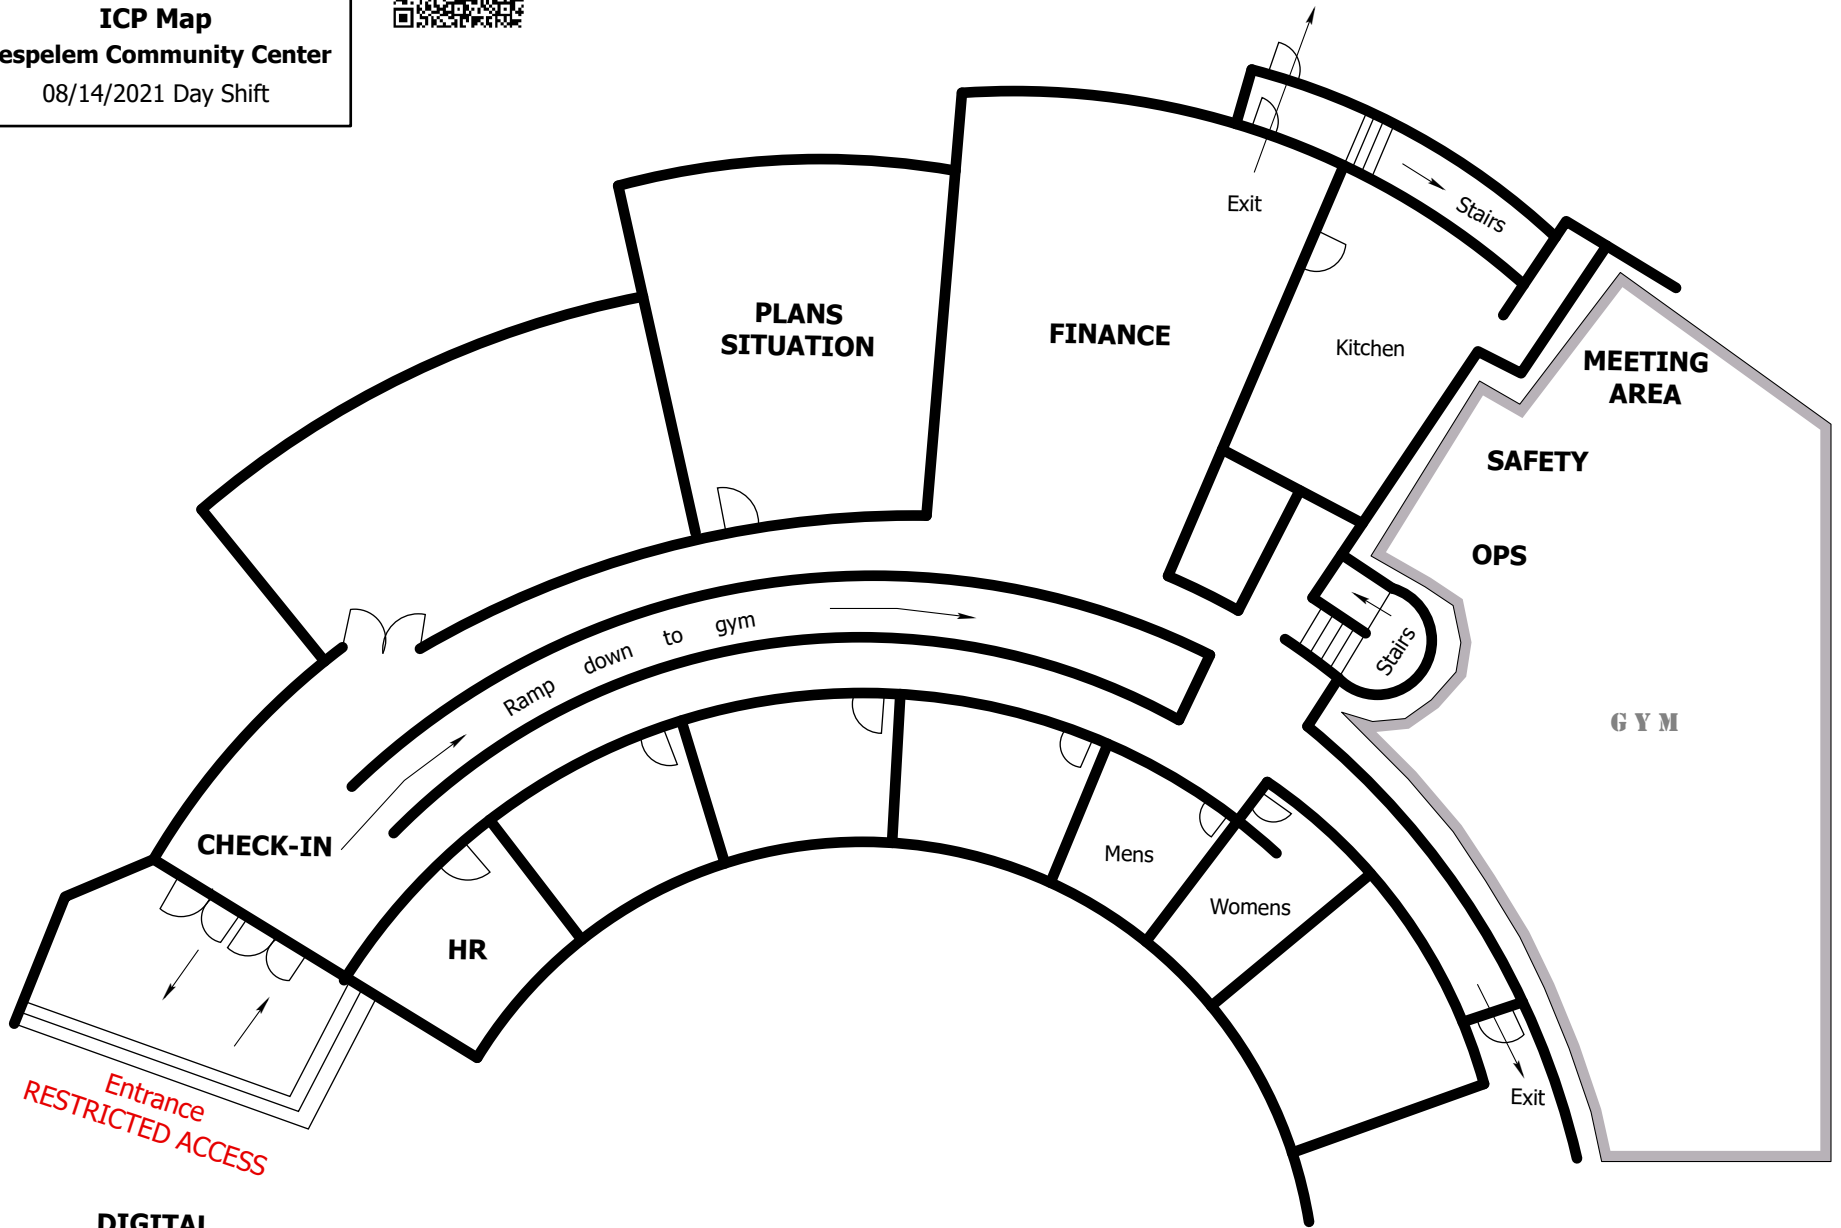 ICP Map
espelem Community Center
08/14/2021 Day Shift
Exit
Stairs
PLANS
SITUATION
FINANCE
Kitchen
MEETING
AREA
SAFETY
OPS
Ramp down to gym
Stairs
GYM
CHECK-IN
Mens
Womens
HR
Exit
Entrance
RESTRICTED ACCESS
DIGITAL